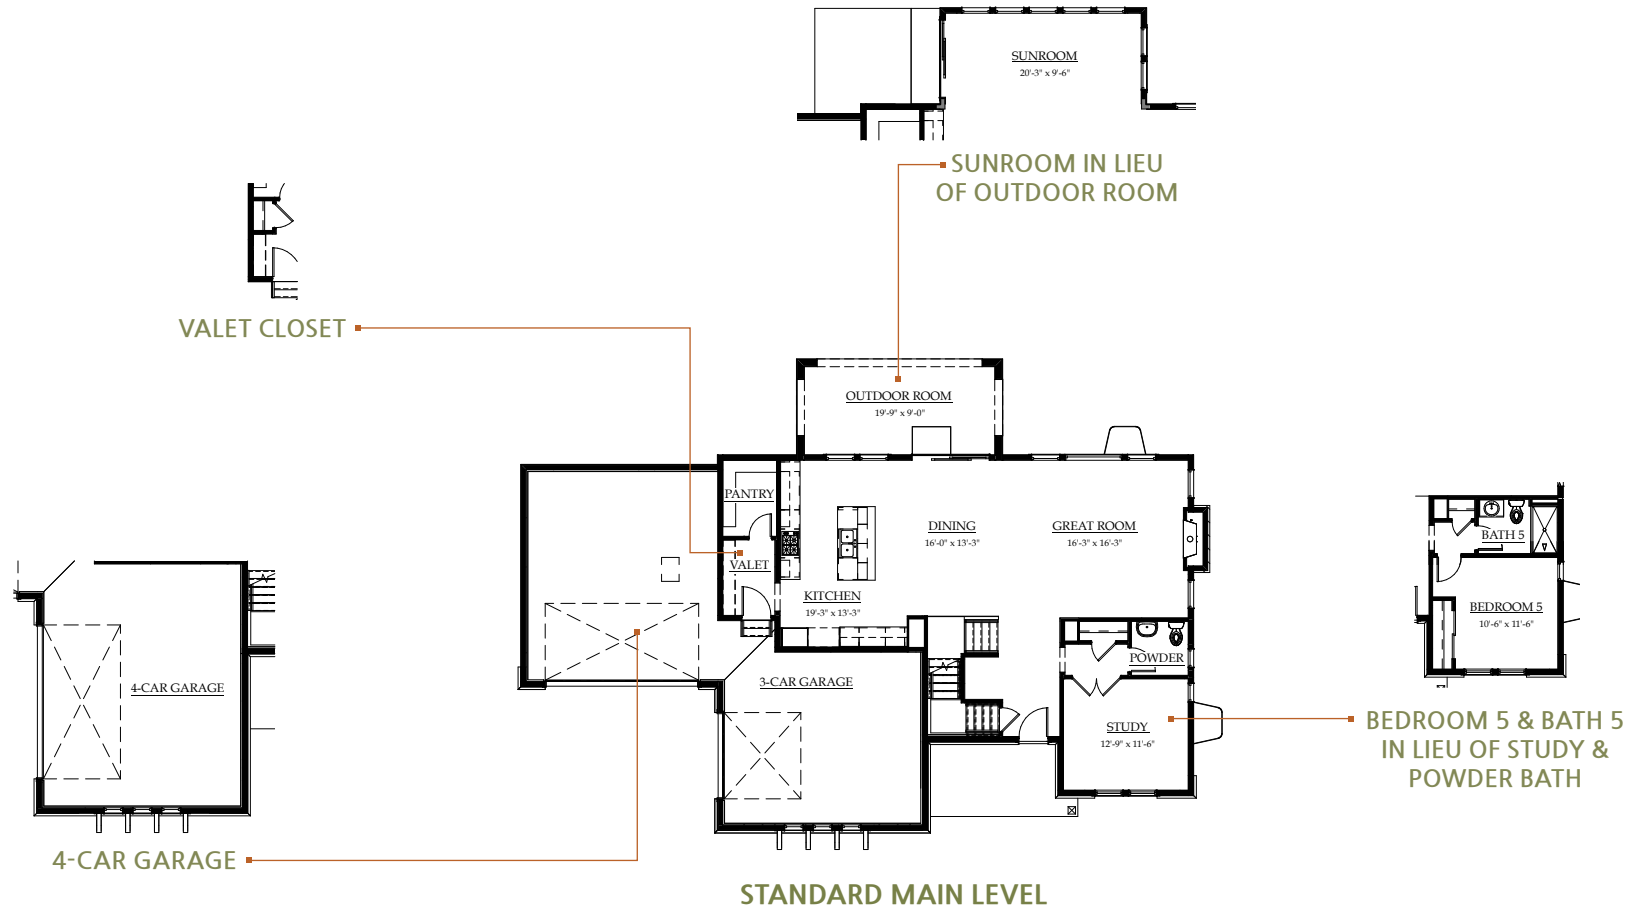 SUNROOM
20'-3" x 9'-6"
SUNROOM IN LIEU
OF OUTDOOR ROOM
VALET CLOSET
OUTDOOR ROOM
19'-9" x 9'-0"
PANTRY
VALET
KITCHEN
19'-3" x 13'-3"
DINING
16'-0" x 13'-3"
GREAT ROOM
16'-3" x 16'-3"
POWDER
STUDY
12'-9" x 11'-6"
3-CAR GARAGE
4-CAR GARAGE
4-CAR GARAGE
BATH 5
BEDROOM 5
10'-6" x 11'-6"
BEDROOM 5 & BATH 5
IN LIEU OF STUDY &
POWDER BATH
STANDARD MAIN LEVEL